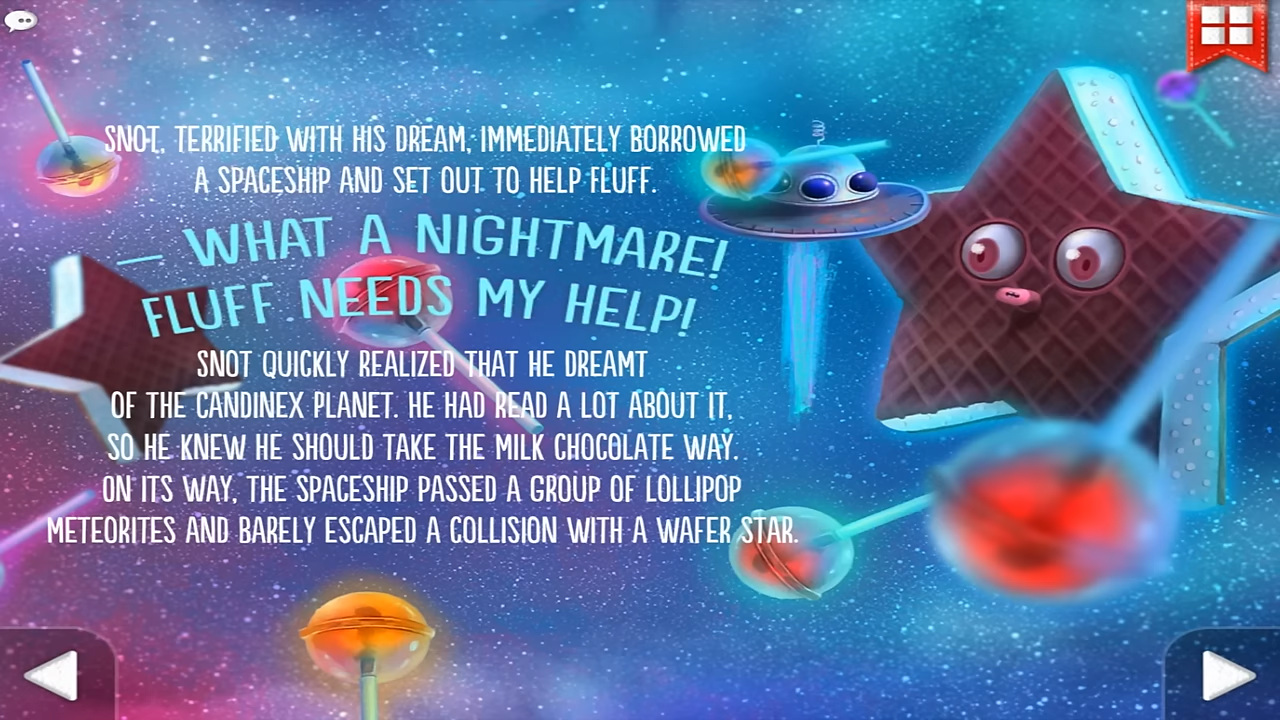 SNOT, TERRIFIED WITH HIS DREAM, IMMEDIATELY BORROWED
A SPACESHIP AND SET OUT TO HELP FLUFF.
— WHAT A NIGHTMARE!
FLUFF NEEDS MY HELP!
SNOT QUICKLY REALIZED THAT HE DREAMT
OF THE CANDINEX PLANET. HE HAD READ A LOT ABOUT IT,
SO HE KNEW HE SHOULD TAKE THE MILK CHOCOLATE WAY.
ON ITS WAY, THE SPACESHIP PASSED A GROUP OF LOLLIPOP
METEORITES AND BARELY ESCAPED A COLLISION WITH A WAFER STAR.